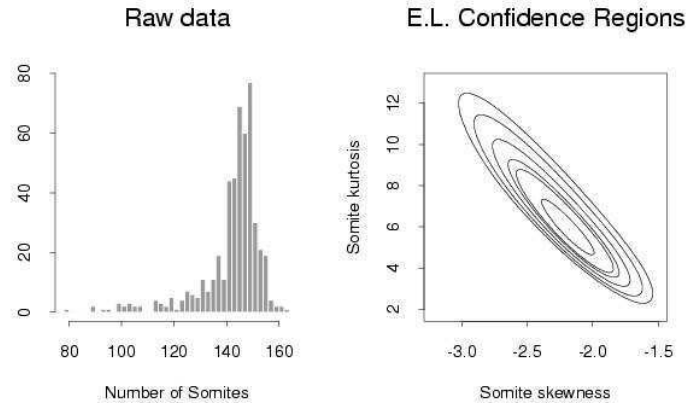 Raw data
E.L. Confidence Regions
80
60
40
20
0
80 100 120 140 160
Number of Somites
Somite kurtosis
12
10
8
6
4
2
-3.0 -2.5 -2.0 -1.5
Somite skewness